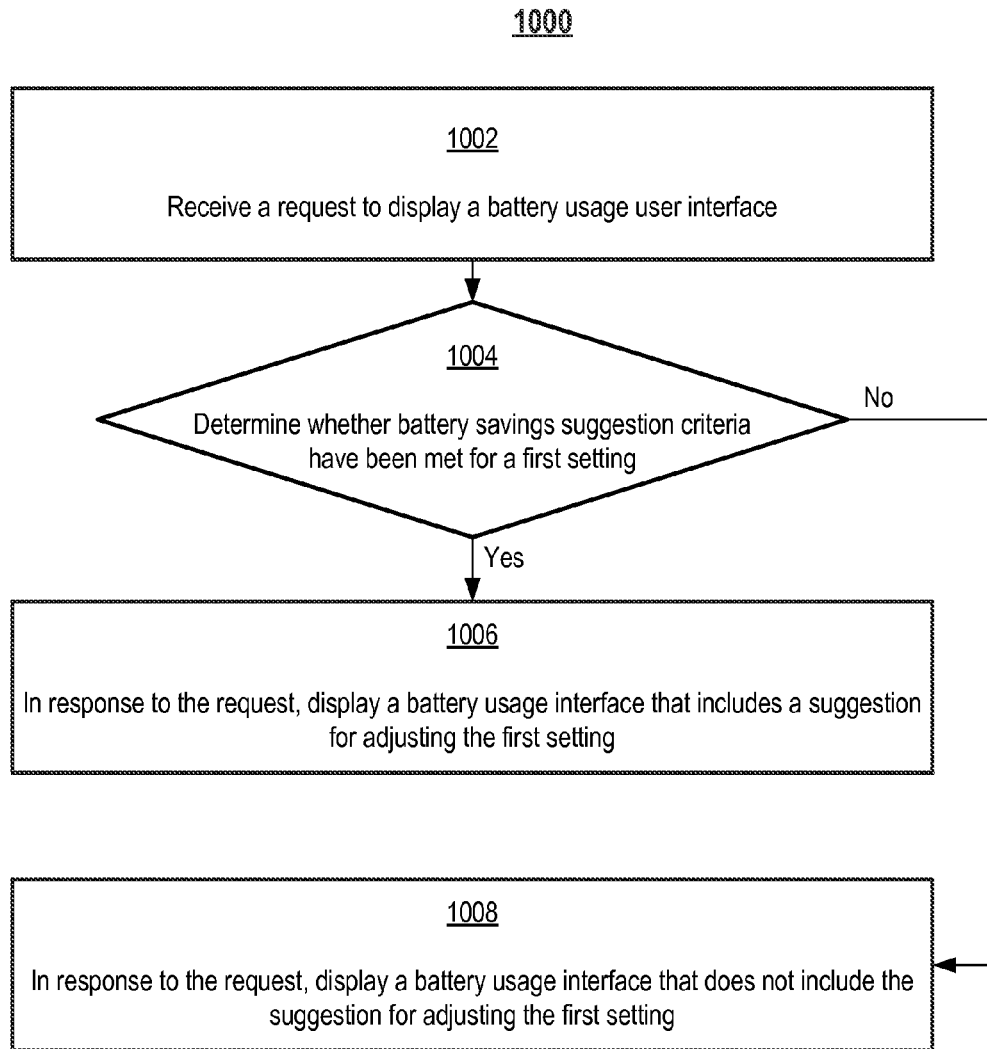 1000
1002
Receive a request to display a battery usage user interface
1004
Determine whether battery savings suggestion criteria
have been met for a first setting
No
Yes
1006
In response to the request, display a battery usage interface that includes a suggestion
for adjusting the first setting
1008
In response to the request, display a battery usage interface that does not include the
suggestion for adjusting the first setting